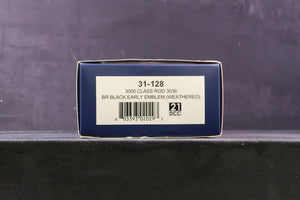 31-128
3000 CLASS ROD 3036
BR BLACK EARLY EMBLEM (WEATHERED)
21
DCC